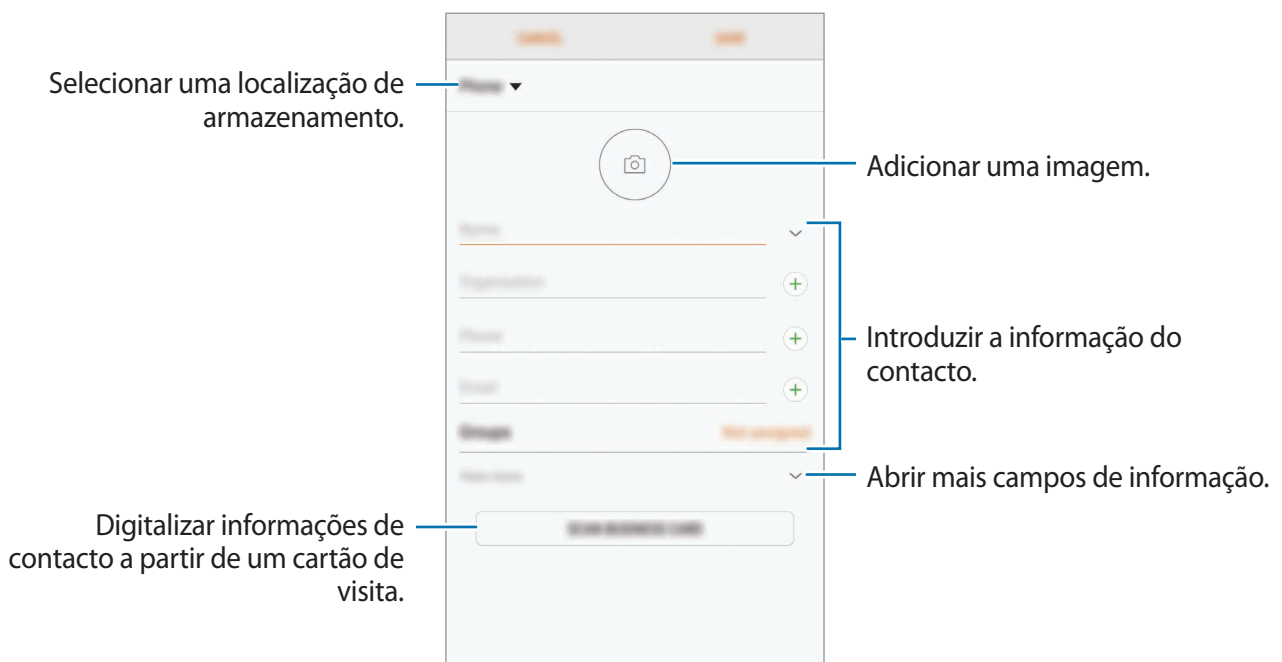 Selecionar uma localização de
armazenamento.
Adicionar uma imagem.
Introduzir a informação do
contacto.
Abrir mais campos de informação.
Digitalizar informações de
contacto a partir de um cartão de
visita.